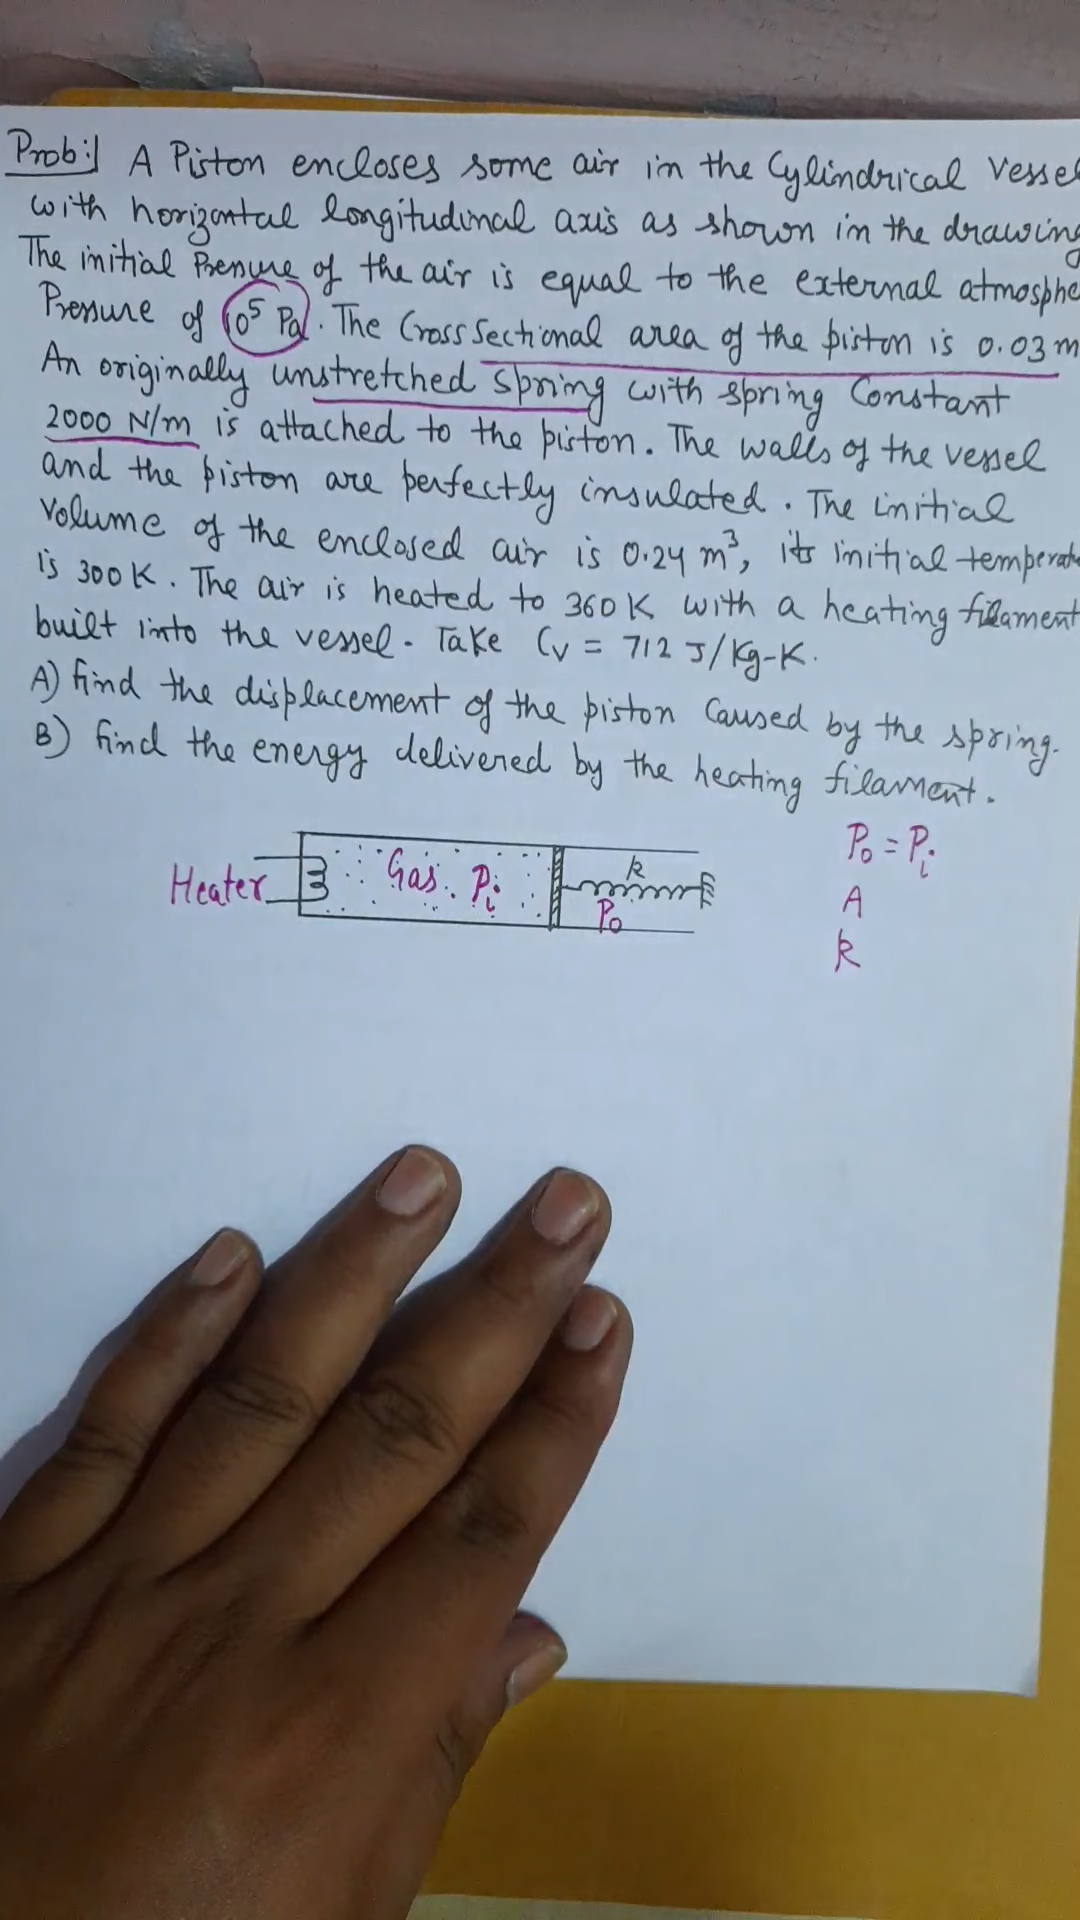 Prob:] A Piston encloses some air in the Cylindrical Vessel
with horizontal longitudinal axis as shown in the drawing
The initial Pressure of the air is equal to the external atmosphe
Pressure of 10⁵ Pa. The Cross Sectional area of the piston is 0.03 m
An originally unstretched spring with spring Constant
2000 N/m is attached to the piston. The walls of the vessel
and the piston are perfectly insulated. The initial
volume of the enclosed air is 0.24 m³, its initial temperatu
is 300 K. The air is heated to 360 K with a heating filament
built into the vessel. Take Cv = 712 J/Kg-K.
A) find the displacement of the piston caused by the spring.
B) find the energy delivered by the heating filament.
P₀ = Pᵢ
Heater Gas Pᵢ k
P₀
A
k